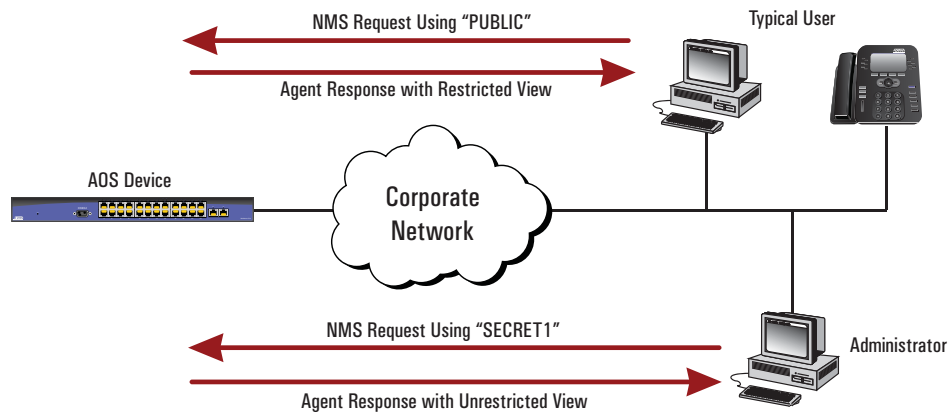 NMS Request Using “PUBLIC”
Typical User
Agent Response with Restricted View
AOS Device
Corporate
Network
NMS Request Using “SECRET1”
Administrator
Agent Response with Unrestricted View